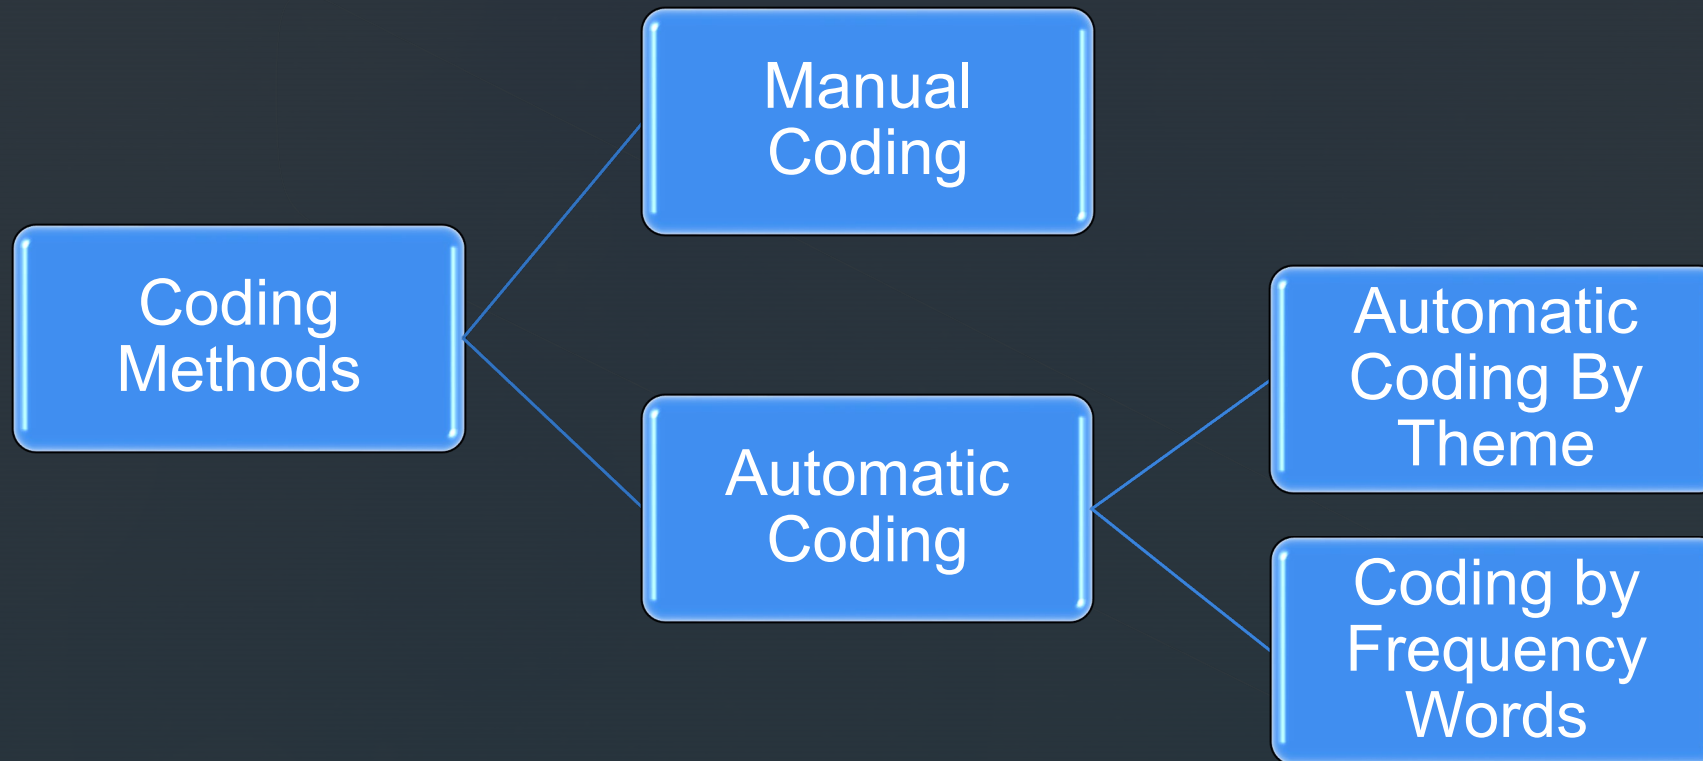 Manual
Coding
Coding
Methods
Automatic
Coding
Automatic
Coding By
Theme
Coding by
Frequency
Words